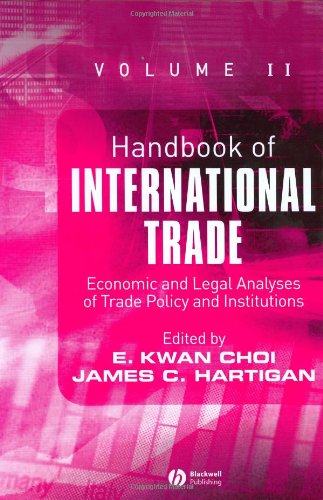 VOLUME II
Handbook of
INTERNATIONAL
TRADE
Economic and Legal Analyses
of Trade Policy and Institutions
Edited by
E. KWAN CHOI
JAMES C. HARTIGAN
Blackwell
Publishing